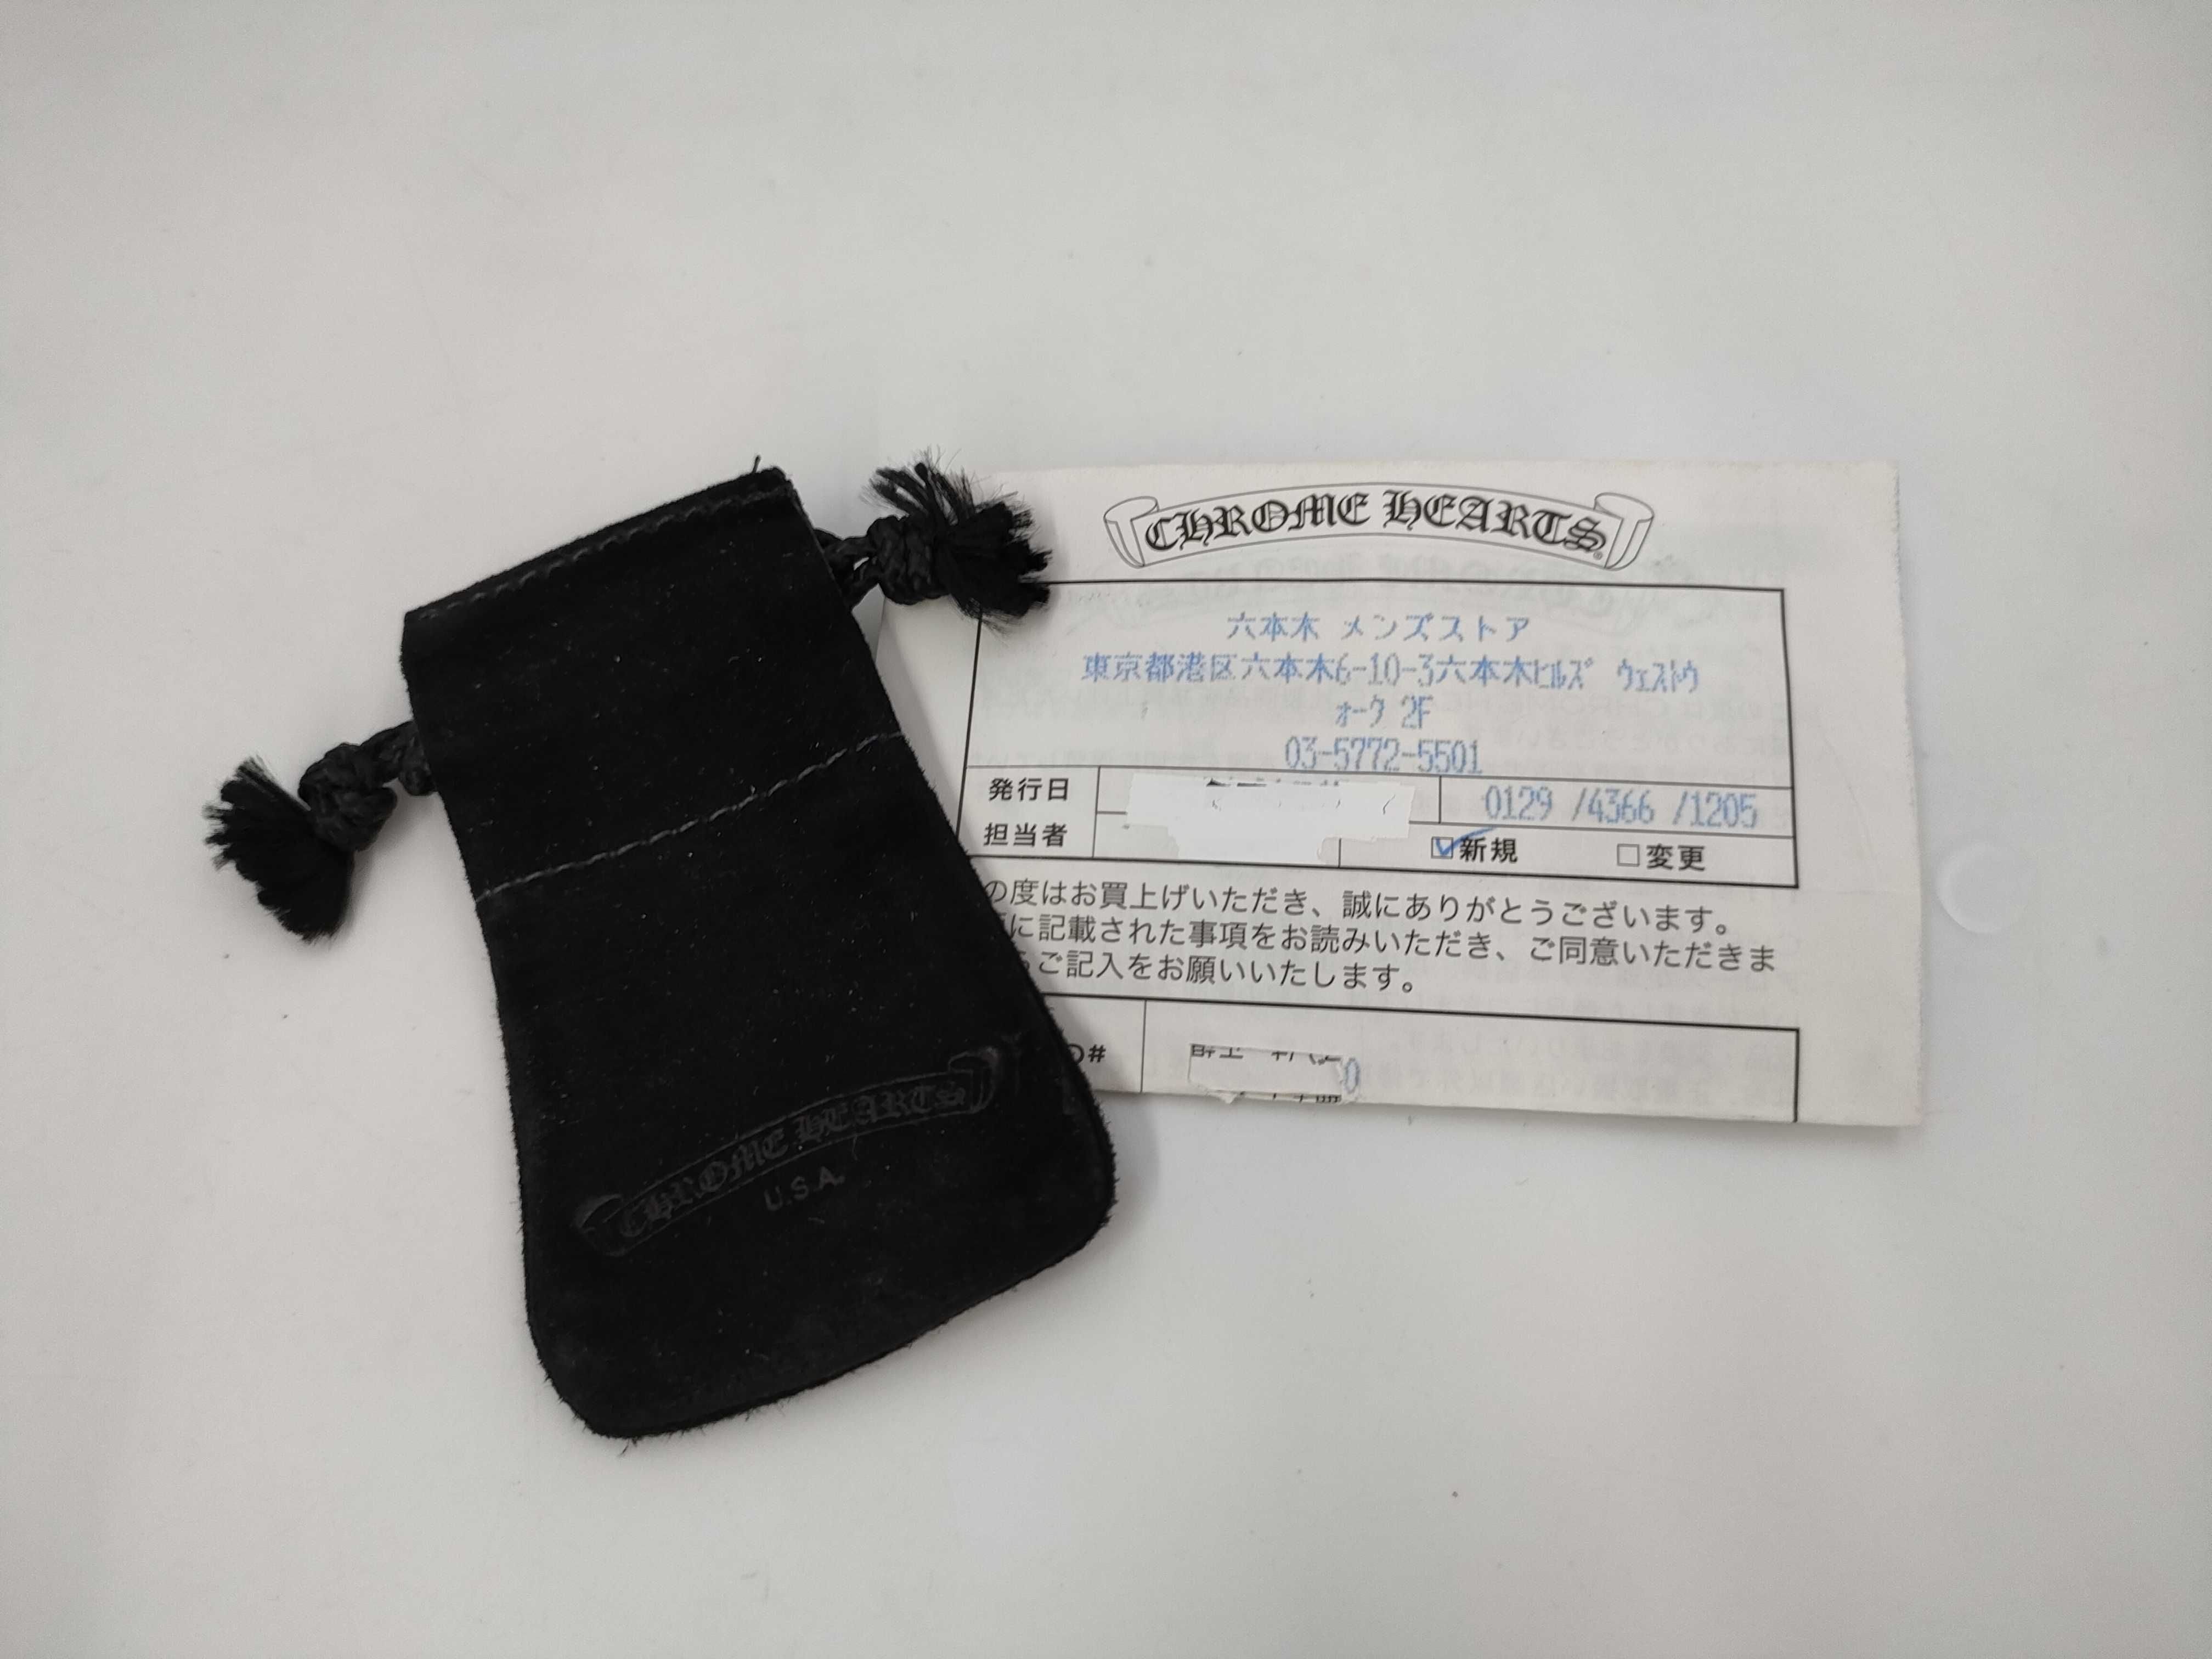 CHROME HEARTS
六本木 メンズストア
東京都港区六本木6-10-3六本木ﾋﾙｽﾞ ｳｪｽﾄｳ
ｫｰｸ 2F
03-5772-5501
発行日 0129 /4366 /1205
担当者 ☑新規 □変更
の度はお買上げいただき、誠にありがとうございます。
に記載された事項をお読みいただき、ご同意いただきま
らご記入をお願いいたします。
# 0
CHROME HEARTS
U.S.A.